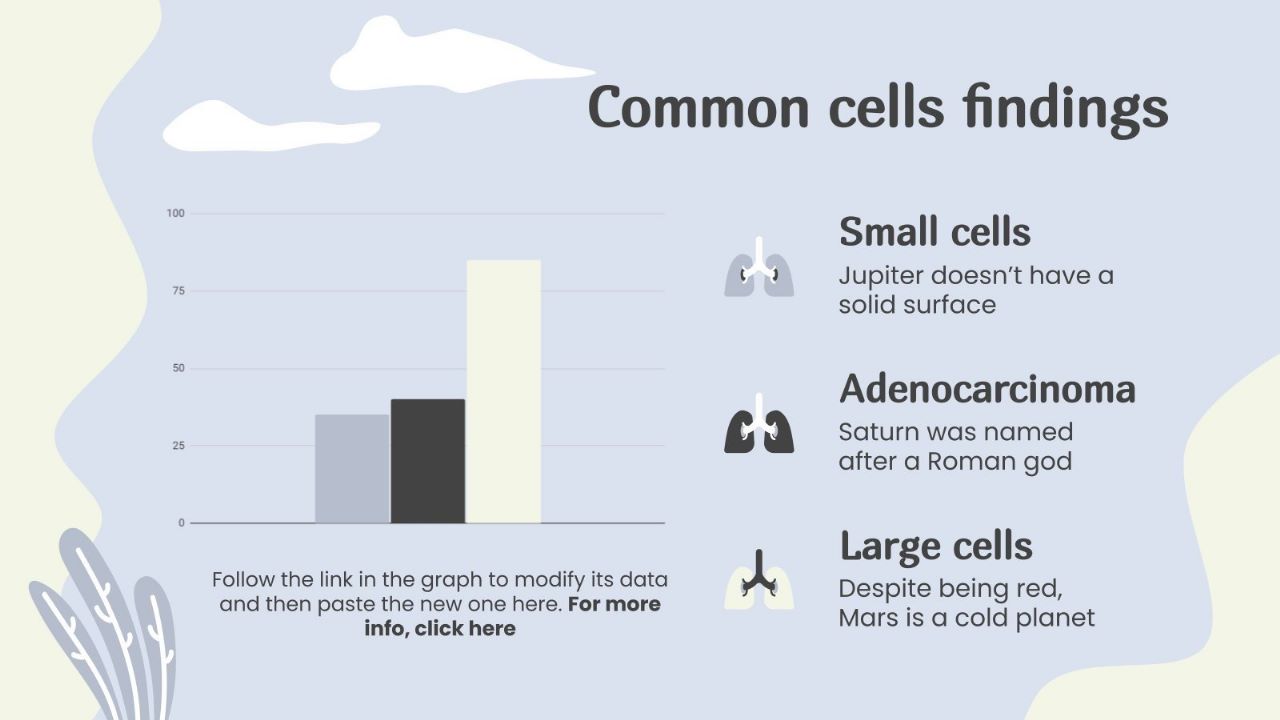 Common cells findings
100
75
50
25
0
Follow the link in the graph to modify its data
and then paste the new one here. For more
info, click here
Small cells
Jupiter doesn’t have a
solid surface
Adenocarcinoma
Saturn was named
after a Roman god
Large cells
Despite being red,
Mars is a cold planet